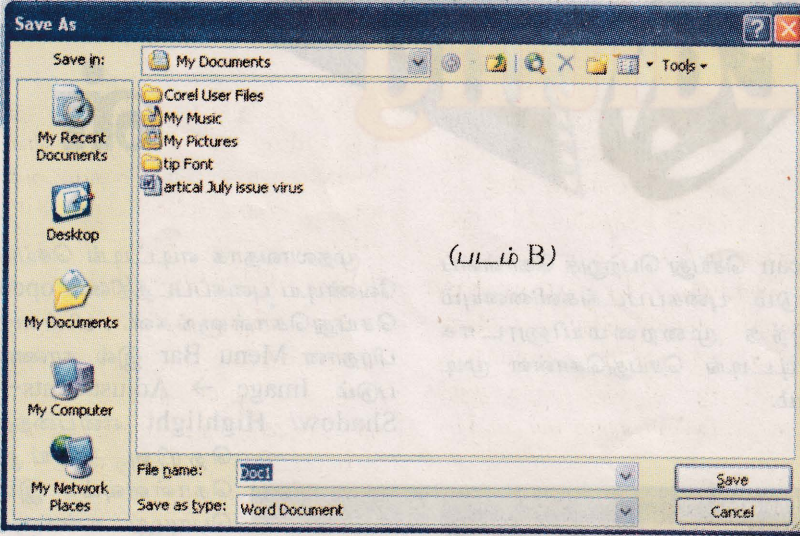 Save As
Save in:
My Documents
Tools
My Recent
Documents
Desktop
My Documents
My Computer
My Network
Places
Corel User Files
My Music
My Pictures
tip Font
artical July issue virus
(படம் B)
File name:
Doc1
Save
Save as type:
Word Document
Cancel